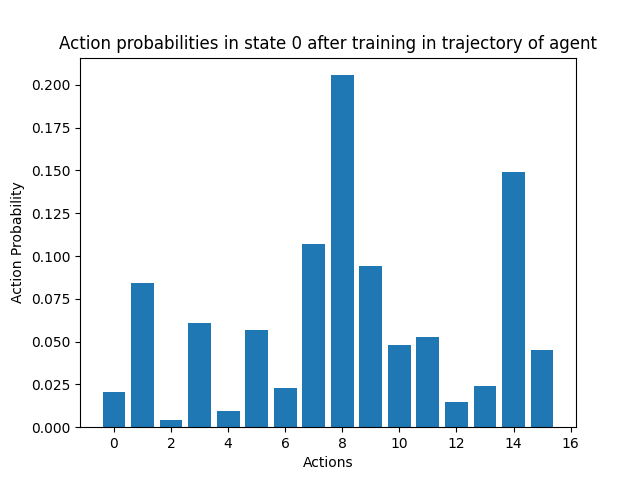 Action probabilities in state 0 after training in trajectory of agent
0.200
0.175
0.150
0.125
0.100
0.075
0.050
0.025
0.000
Action Probability
0 2 4 6 8 10 12 14 16
Actions